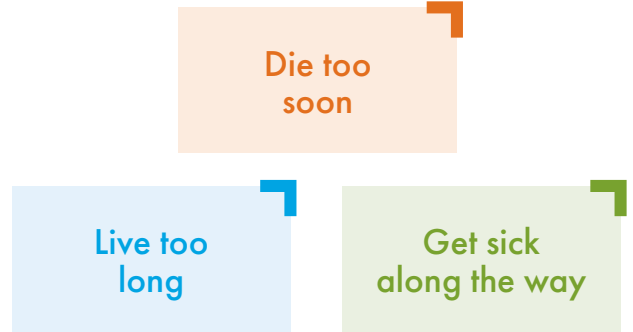 Die too
soon
Live too
long
Get sick
along the way